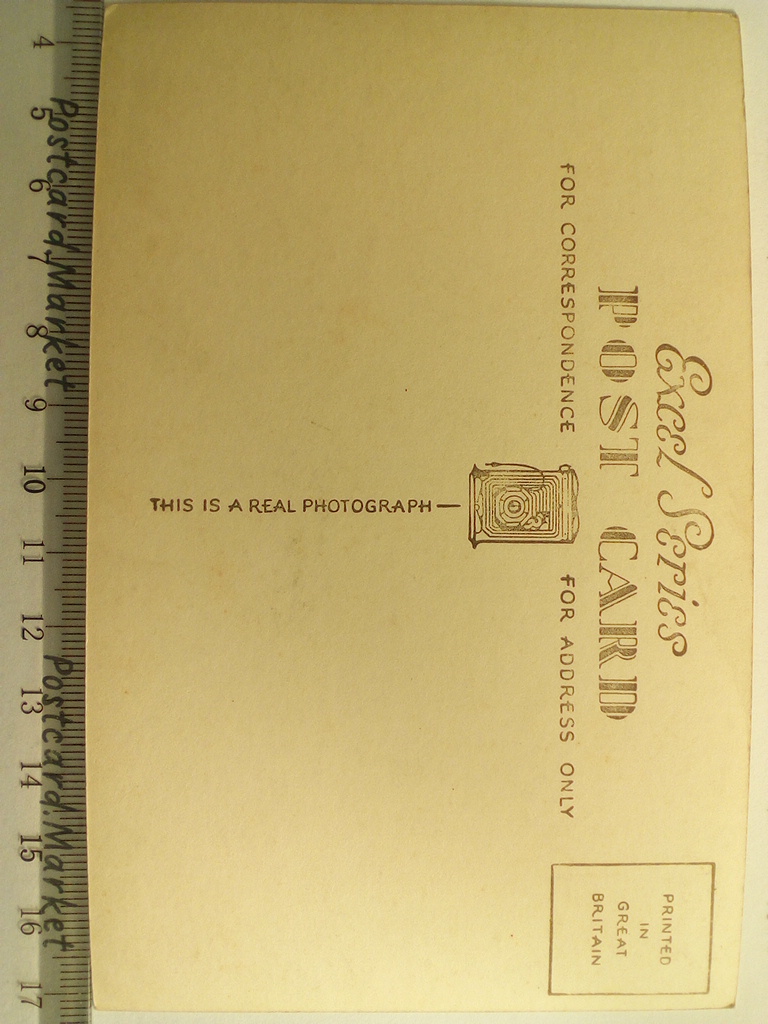 Excel Series
POST CARD
FOR CORRESPONDENCE
FOR ADDRESS ONLY
THIS IS A REAL PHOTOGRAPH
PRINTED
IN
GREAT
BRITAIN
4 5 6 7 8 9 10 11 12 13 14 15 16 17
Postcard.Market
Postcard.Market